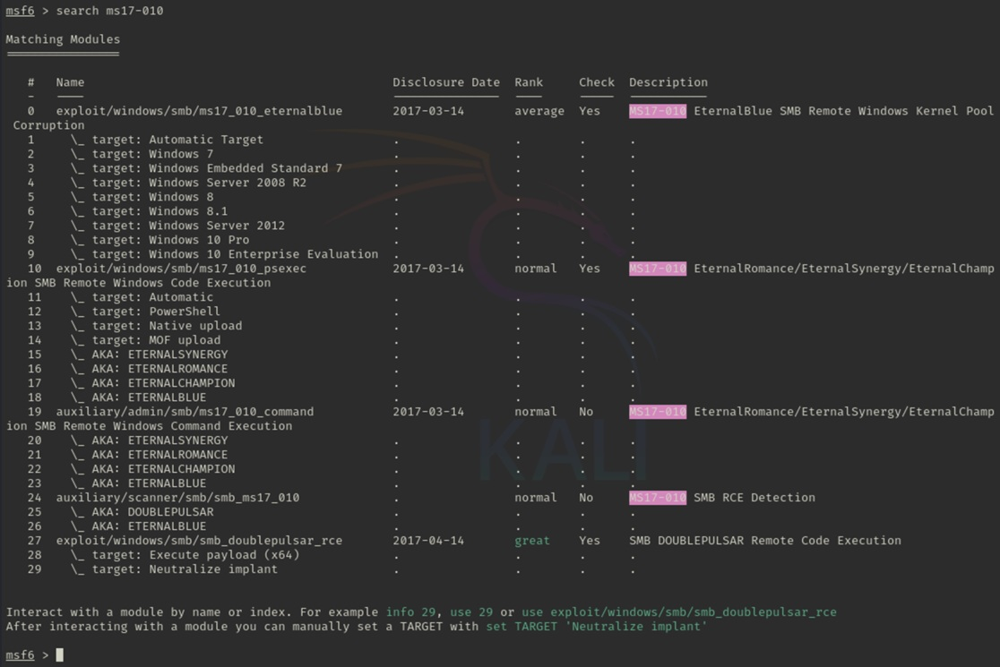 msf6 > search ms17-010
Matching Modules
# Name Disclosure Date Rank Check Description
- ---- --------------- ---- ----- -----------
0 exploit/windows/smb/ms17_010_eternalblue 2017-03-14 average Yes MS17-010 EternalBlue SMB Remote Windows Kernel Pool
Corruption
1 \_ target: Automatic Target . . . .
2 \_ target: Windows 7 . . . .
3 \_ target: Windows Embedded Standard 7 . . . .
4 \_ target: Windows Server 2008 R2 . . . .
5 \_ target: Windows 8 . . . .
6 \_ target: Windows 8.1 . . . .
7 \_ target: Windows Server 2012 . . . .
8 \_ target: Windows 10 Pro . . . .
9 \_ target: Windows 10 Enterprise Evaluation . . . .
10 exploit/windows/smb/ms17_010_psexec 2017-03-14 normal Yes MS17-010 EternalRomance/EternalSynergy/EternalChamp
ion SMB Remote Windows Code Execution
11 \_ target: Automatic . . . .
12 \_ target: PowerShell . . . .
13 \_ target: Native upload . . . .
14 \_ target: MOF upload . . . .
15 \_ AKA: ETERNALSYNERGY . . . .
16 \_ AKA: ETERNALROMANCE . . . .
17 \_ AKA: ETERNALCHAMPION . . . .
18 \_ AKA: ETERNALBLUE . . . .
19 auxiliary/admin/smb/ms17_010_command 2017-03-14 normal No MS17-010 EternalRomance/EternalSynergy/EternalChamp
ion SMB Remote Windows Command Execution
20 \_ AKA: ETERNALSYNERGY . . . .
21 \_ AKA: ETERNALROMANCE . . . .
22 \_ AKA: ETERNALCHAMPION . . . .
23 \_ AKA: ETERNALBLUE . . . .
24 auxiliary/scanner/smb/smb_ms17_010 . normal No MS17-010 SMB RCE Detection
25 \_ AKA: DOUBLEPULSAR . . . .
26 \_ AKA: ETERNALBLUE . . . .
27 exploit/windows/smb/smb_doublepulsar_rce 2017-04-14 great Yes SMB DOUBLEPULSAR Remote Code Execution
28 \_ target: Execute payload (x64) . . . .
29 \_ target: Neutralize implant . . . .
Interact with a module by name or index. For example info 29, use 29 or use exploit/windows/smb/smb_doublepulsar_rce
After interacting with a module you can manually set a TARGET with set TARGET 'Neutralize implant'
msf6 >
KALI